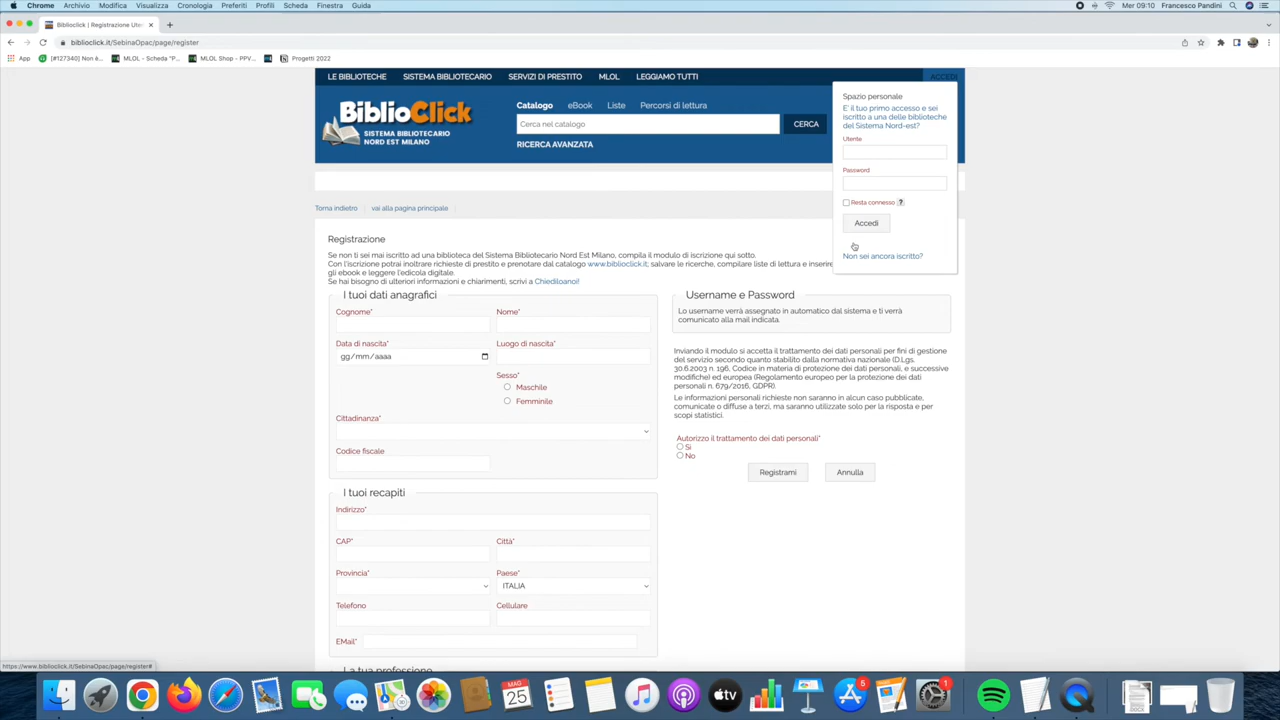 Chrome Archivio Modifica Visualizza Cronologia Preferiti Profili Scheda Finestra Guida Mer 09:10 Francesco Pandini
Biblioclick | Registrazione Ute
biblioclick.it/SebinaOpac/page/register
App [#127340] Non è... MLOL - Scheda "P... MLOL Shop - PPV... Progetti 2022
LE BIBLIOTECHE SISTEMA BIBLIOTECARIO SERVIZI DI PRESTITO MLOL LEGGIAMO TUTTI ACCEDI
BiblioClick
SISTEMA BIBLIOTECARIO
NORD EST MILANO
Catalogo eBook Liste Percorsi di lettura
Cerca nel catalogo CERCA
RICERCA AVANZATA
Spazio personale
E' il tuo primo accesso e sei
iscritto a una delle biblioteche
del Sistema Nord-est?
Utente
Password
Resta connesso ?
Accedi
Non sei ancora iscritto?
Torna indietro vai alla pagina principale
Registrazione
Se non ti sei mai iscritto ad una biblioteca del Sistema Bibliotecario Nord Est Milano, compila il modulo di iscrizione qui sotto.
Con l'iscrizione potrai inoltrare richieste di prestito e prenotare dal catalogo www.biblioclick.it; salvare le ricerche, compilare liste di lettura e inserire
gli ebook e leggere l'edicola digitale.
Se hai bisogno di ulteriori informazioni e chiarimenti, scrivi a Chiediloanoi!
I tuoi dati anagrafici
Cognome* Nome*
Data di nascita* Luogo di nascita*
gg/mm/aaaa
Sesso*
Maschile
Femminile
Cittadinanza*
Codice fiscale
Username e Password
Lo username verrà assegnato in automatico dal sistema e ti verrà
comunicato alla mail indicata.
Inviando il modulo si accetta il trattamento dei dati personali per fini di gestione
del servizio secondo quanto stabilito dalla normativa nazionale (D.Lgs.
30.6.2003 n. 196, Codice in materia di protezione dei dati personali, e successive
modifiche) ed europea (Regolamento europeo per la protezione dei dati
personali n. 679/2016, GDPR).
Le informazioni personali richieste non saranno in alcun caso pubblicate,
comunicate o diffuse a terzi, ma saranno utilizzate solo per la risposta e per
scopi statistici.
Autorizzo il trattamento dei dati personali*
Si
No
Registrami Annulla
I tuoi recapiti
Indirizzo*
CAP* Città*
Provincia* Paese*
ITALIA
Telefono Cellulare
EMail*
La tua professione
https://www.biblioclick.it/SebinaOpac/page/register#
MAG
25
tv
5
1
DOCX